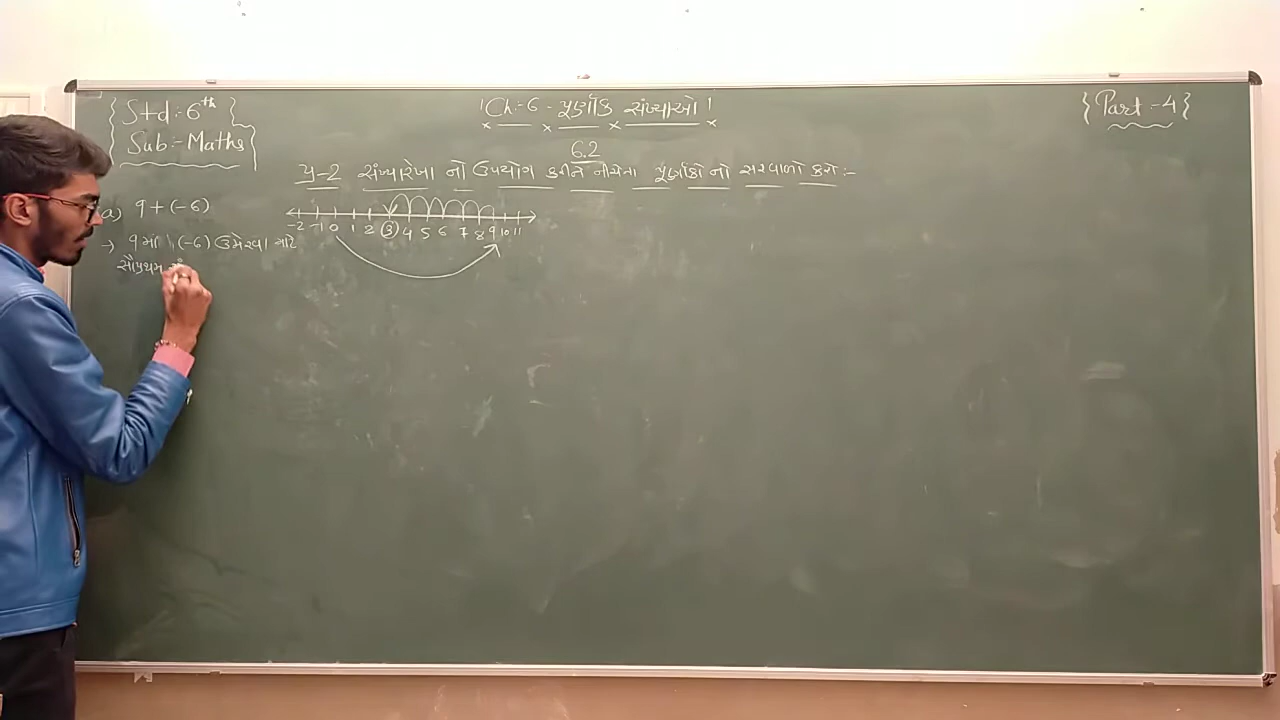 Std:-6th
Sub:- Maths
'Ch:-6 - પૂર્ણાંક સંખ્યાઓ'
Part:-4
6.2
પ્ર-2 સંખ્યારેખા નો ઉપયોગ કરીને નીચેના પૂર્ણાંકો નો સરવાળો કરો:-
a) 9 + (-6)
-2 -1 0 1 2 3 4 5 6 7 8 9 10 11
→ 9માં (-6) ઉમેરવા માટે
સૌપ્રથમ